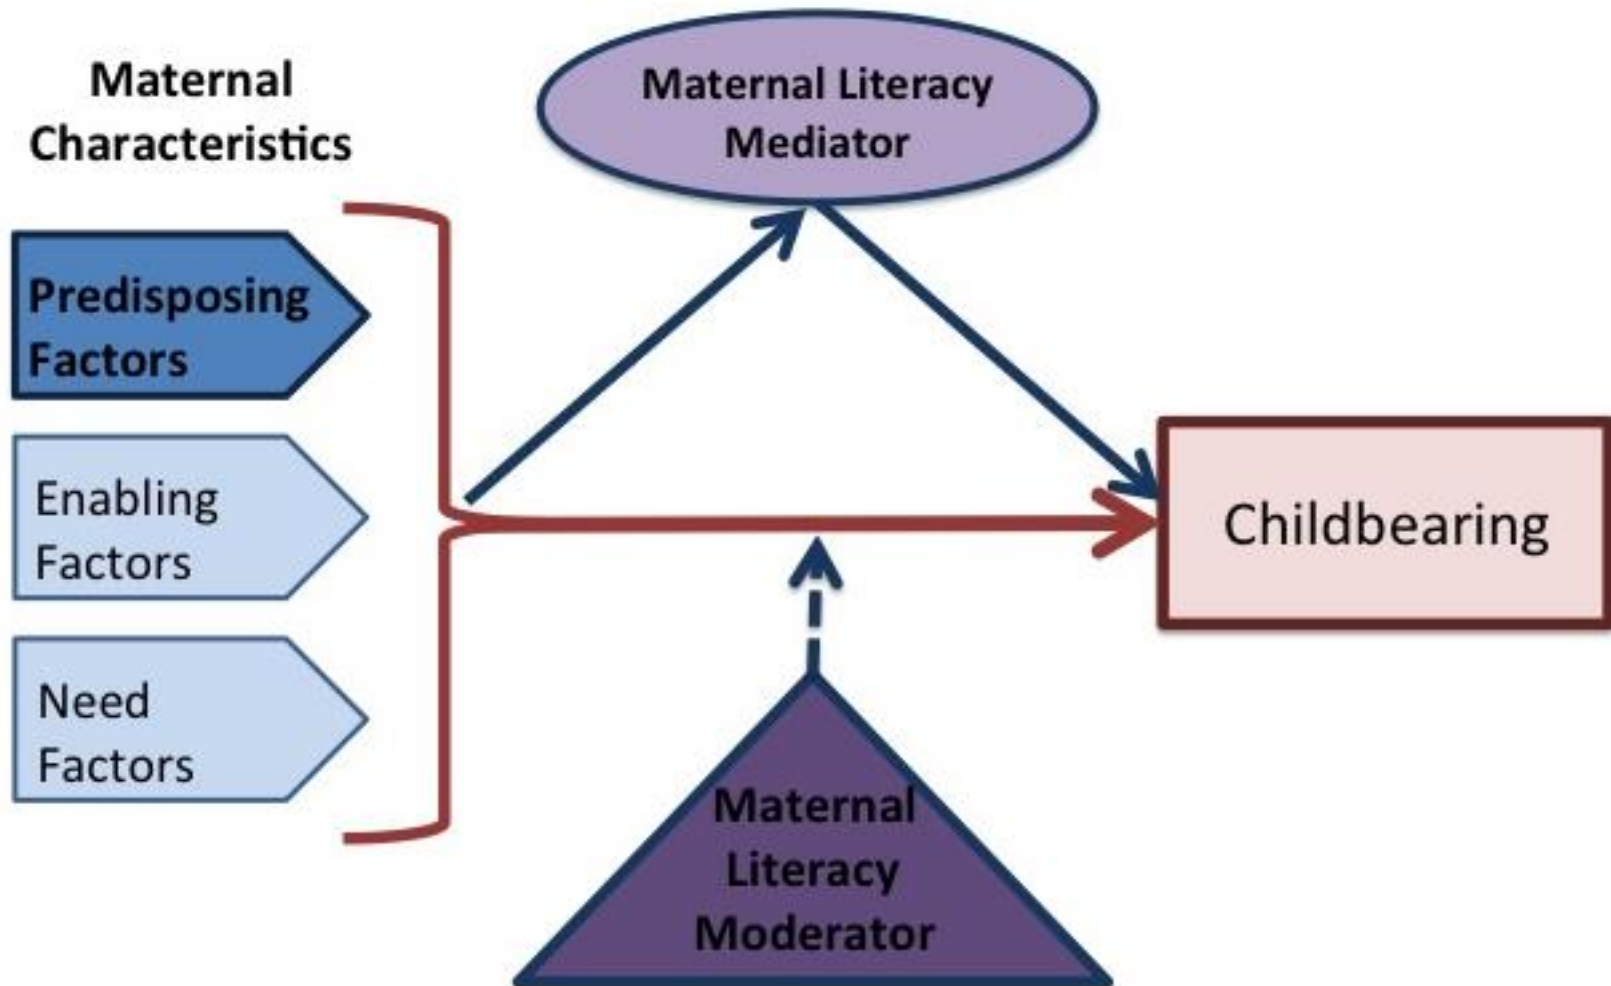 Maternal
Characteristics
Predisposing
Factors
Enabling
Factors
Need
Factors
Maternal Literacy
Mediator
Childbearing
Maternal
Literacy
Moderator